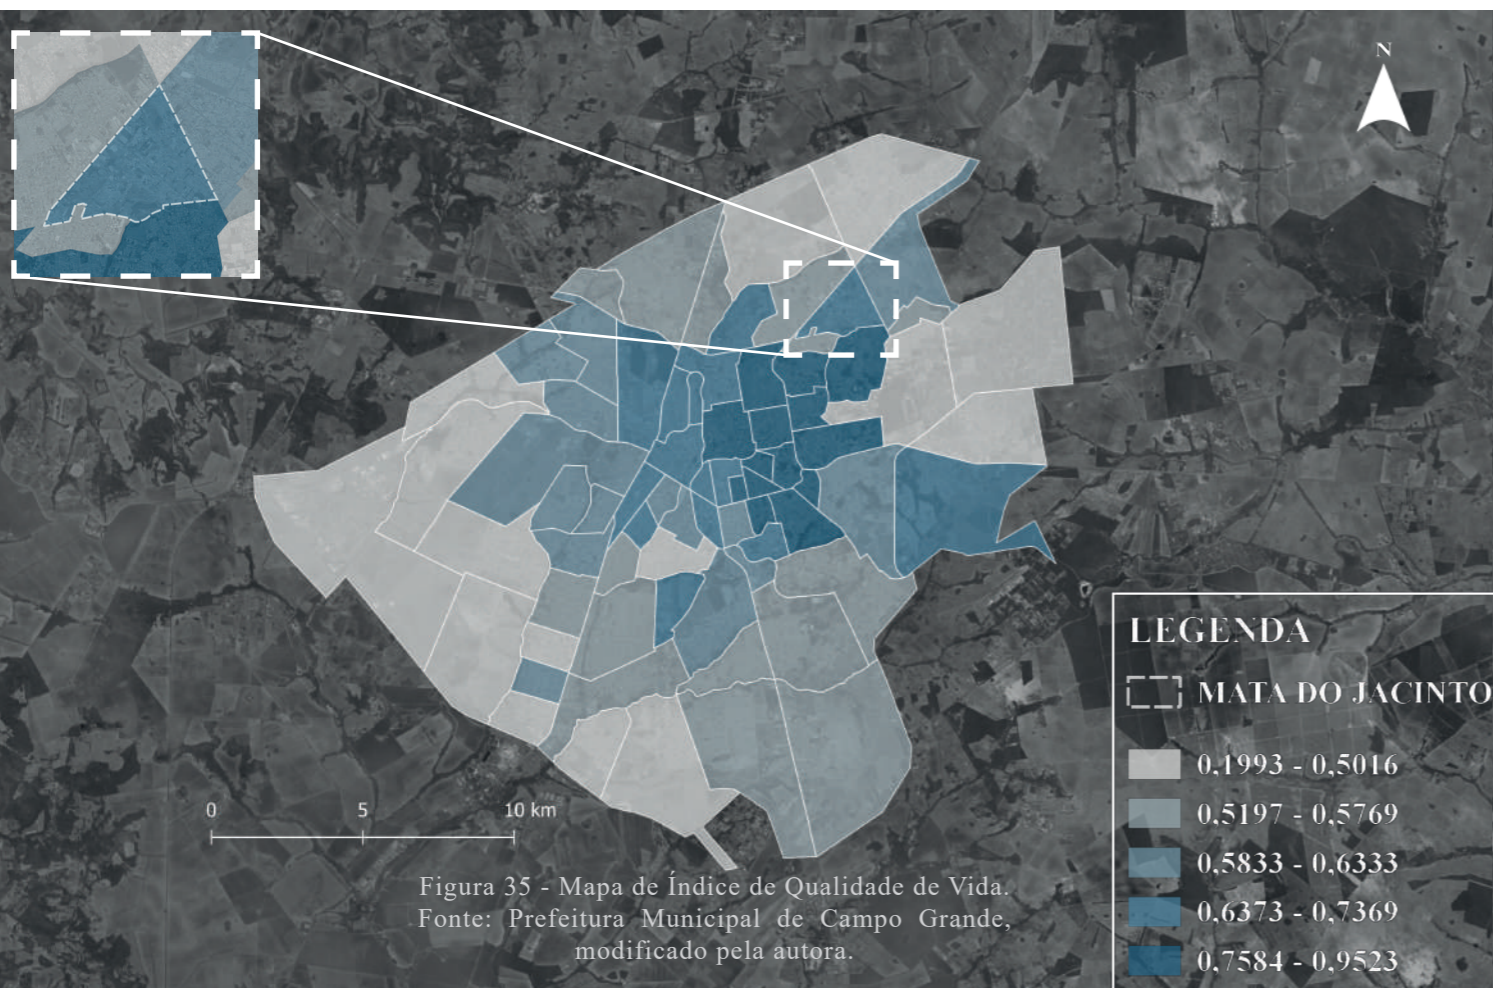 N
LEGENDA
MATA DO JACINTO
0,1993 - 0,5016
0,5197 - 0,5769
0,5833 - 0,6333
0,6373 - 0,7369
0,7584 - 0,9523
0 5 10 km
Figura 35 - Mapa de Índice de Qualidade de Vida.
Fonte: Prefeitura Municipal de Campo Grande,
modificado pela autora.